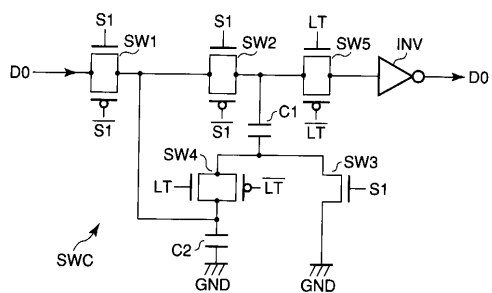 S1 S1 LT INV
SW1 SW2 SW5
D0 D0
S1 S1 C1 LT
SW4 SW3
LT LT S1
C2
SWC GND GND